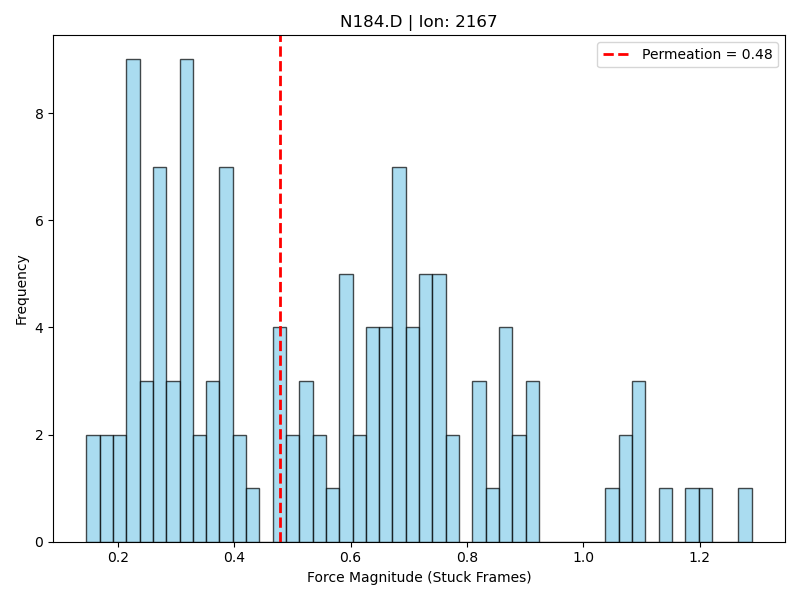 N184.D | Ion: 2167
Permeation = 0.48
Frequency
8
6
4
2
0
0.2 0.4 0.6 0.8 1.0 1.2
Force Magnitude (Stuck Frames)